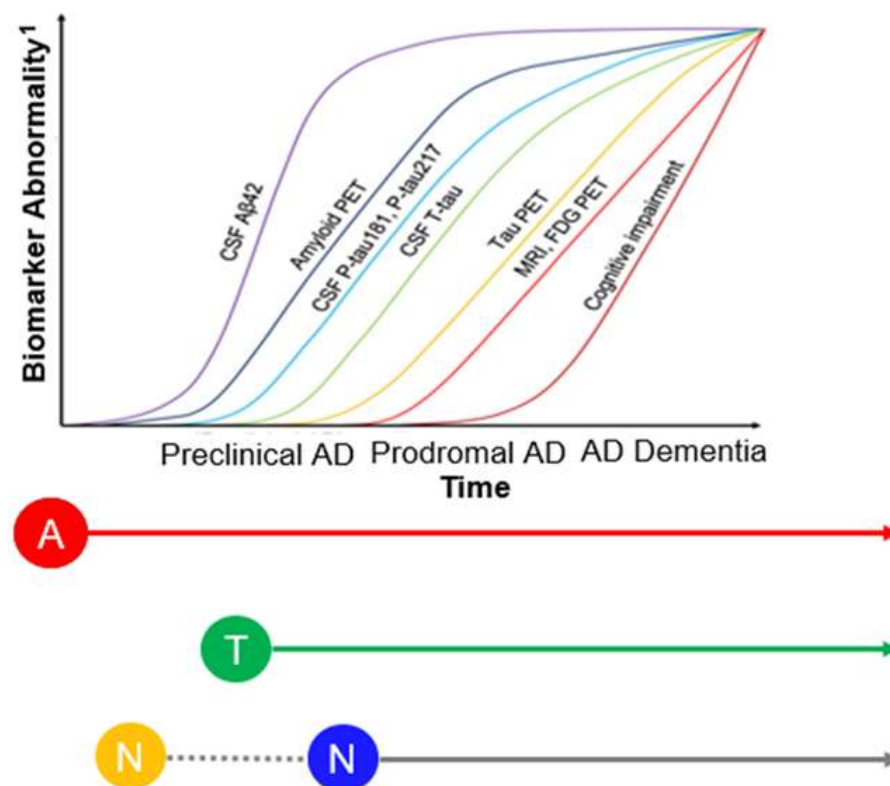 Biomarker Abnormality¹
CSF Aβ42
Amyloid PET
CSF P-tau181, P-tau217
CSF T-tau
Tau PET
MRI, FDG PET
Cognitive impairment
Preclinical AD Prodromal AD AD Dementia
Time
A
T
N N